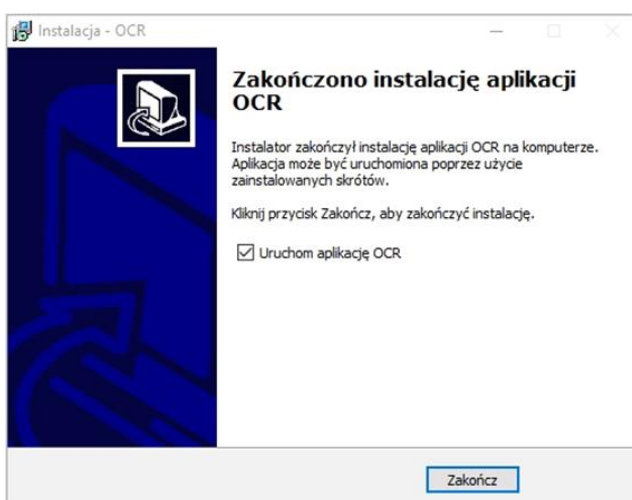 Instalacja - OCR
Zakończono instalację aplikacji
OCR
Instalator zakończył instalację aplikacji OCR na komputerze.
Aplikacja może być uruchomiona poprzez użycie
zainstalowanych skrótów.
Kliknij przycisk Zakończ, aby zakończyć instalację.
Uruchom aplikację OCR
Zakończ